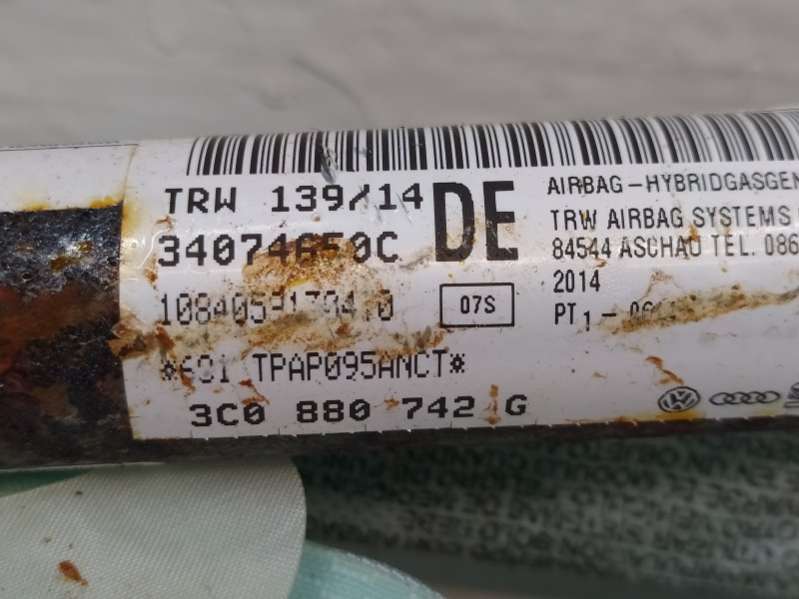 TRW 139/14
DE
07S
TPAP095ANCT*
3C0 880 742 G
AIRBAG-HYBRIDGASGEN
TRW AIRBAG SYSTEMS
84544 ASCHAU TEL. 086
2014
PT1-